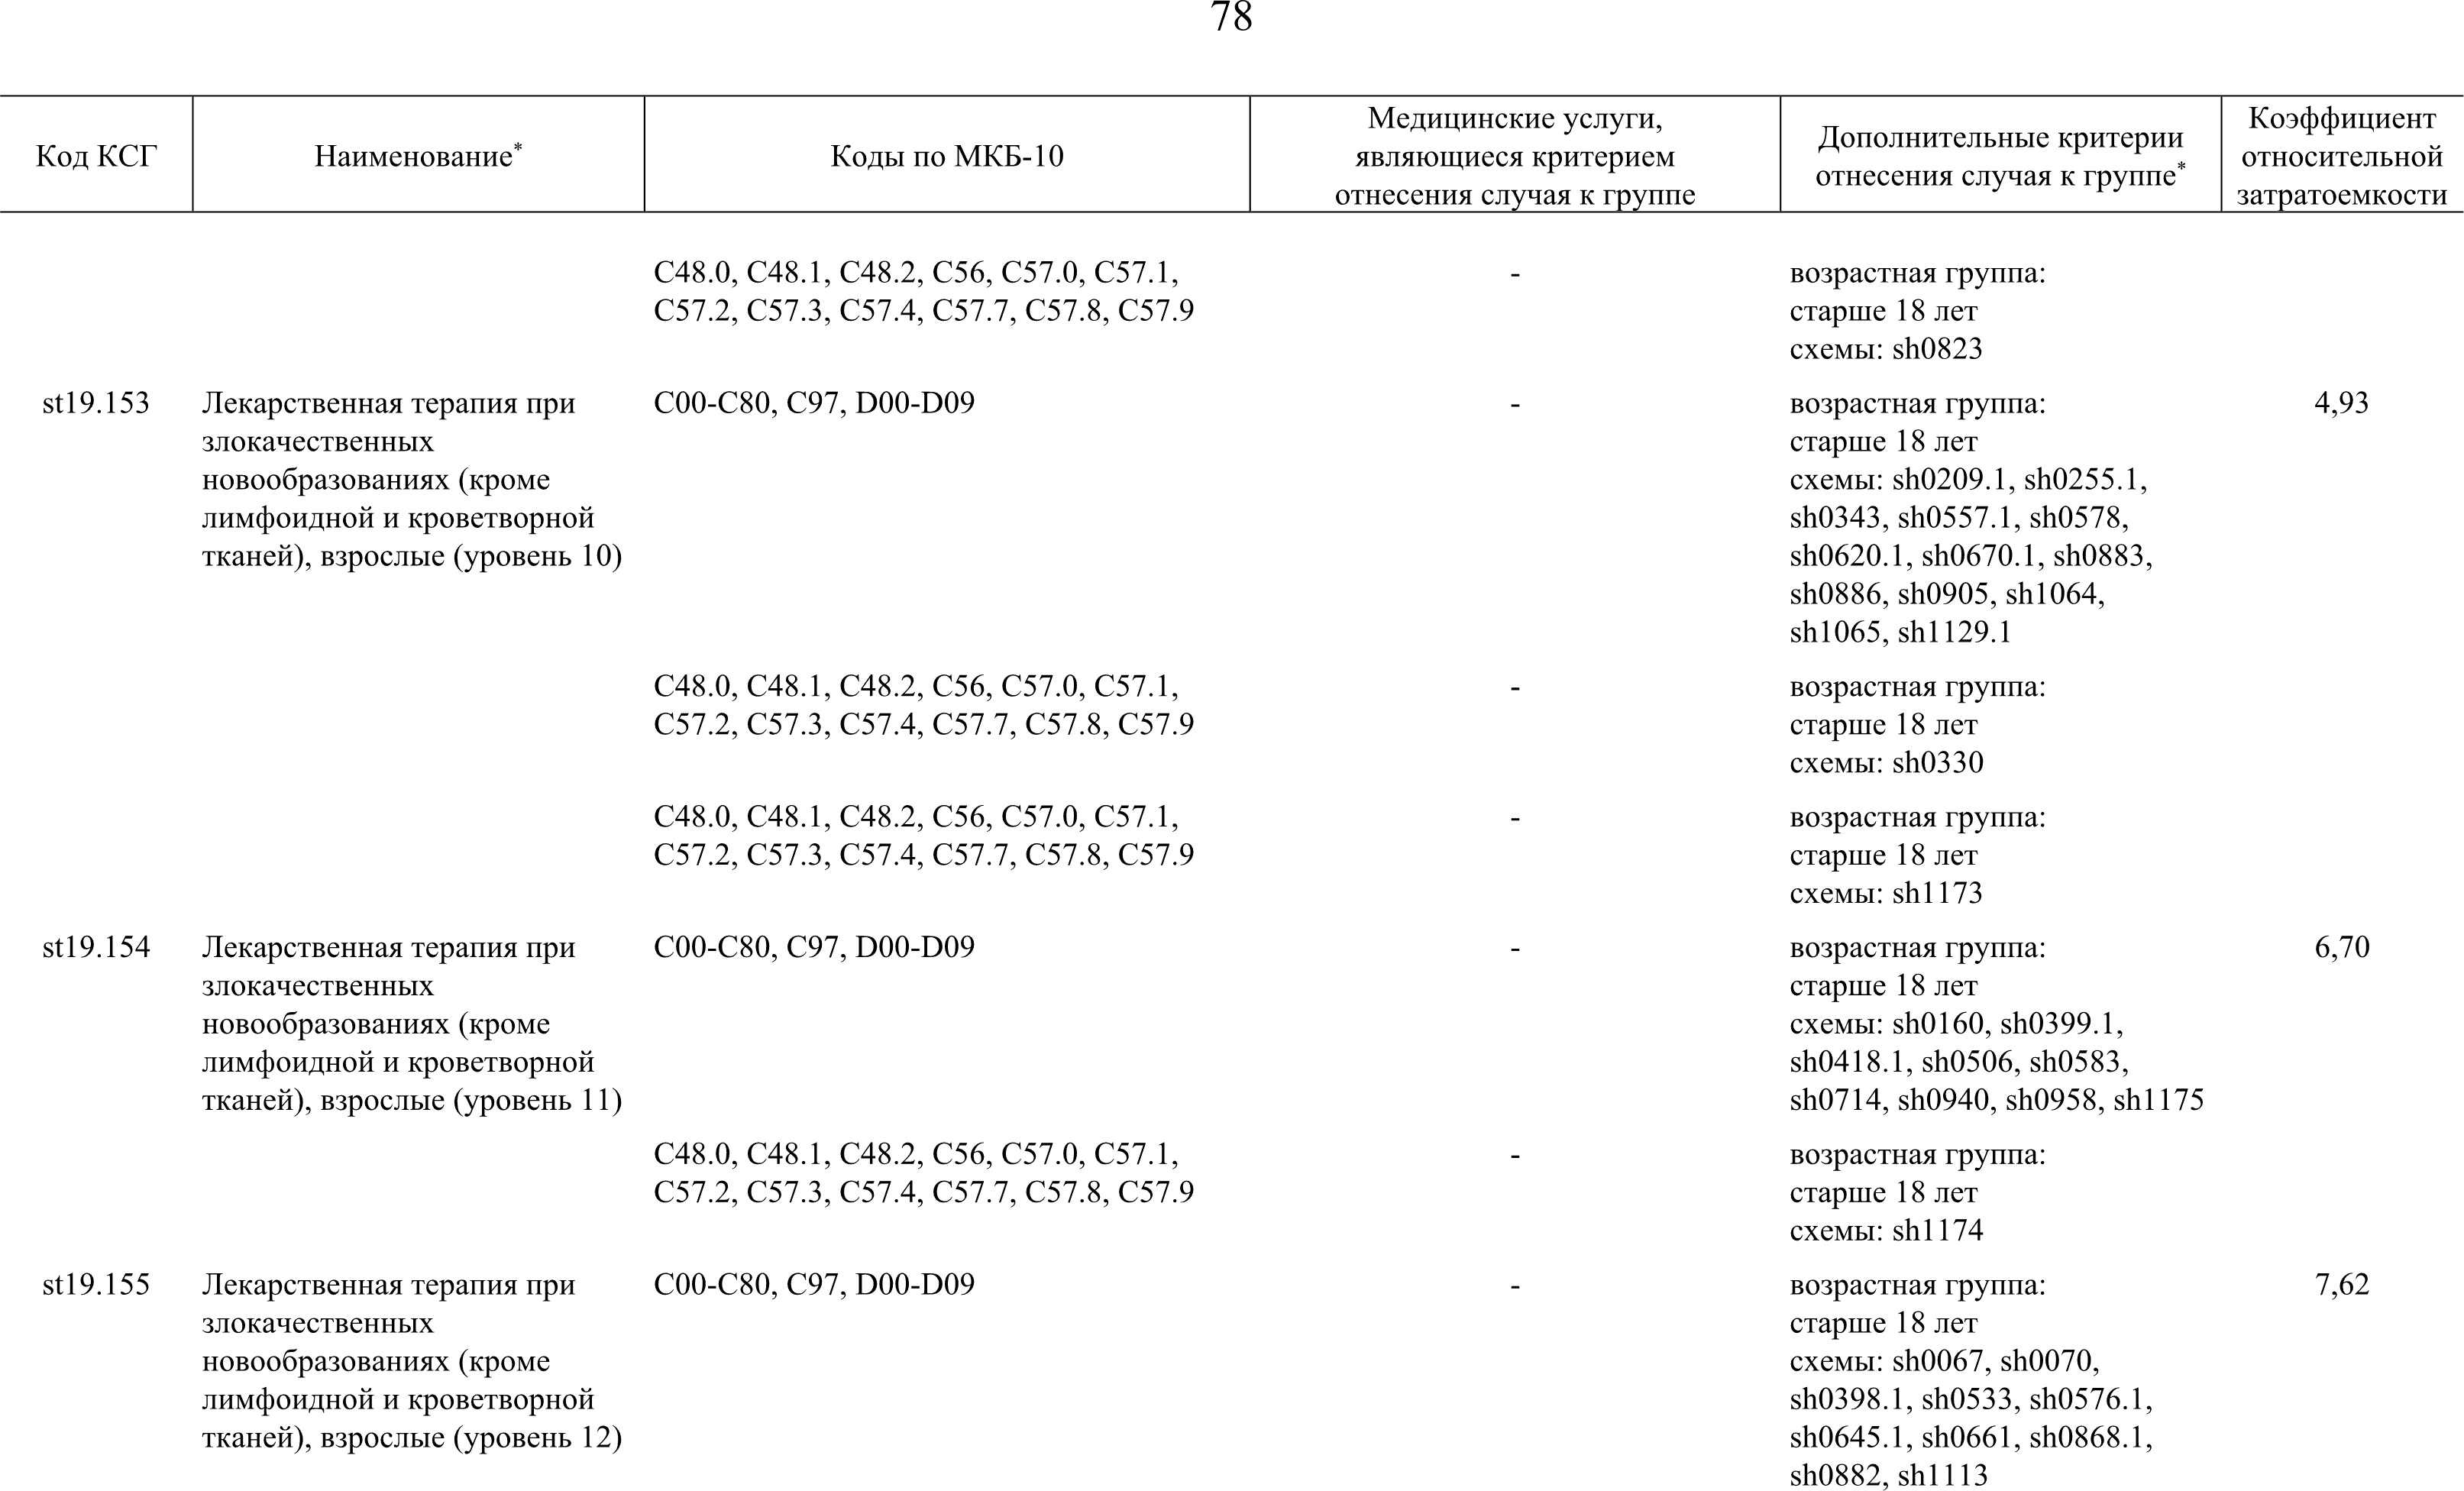 78
Код КСГ
Наименование*
Коды по МКБ-10
Медицинские услуги,
являющиеся критерием
отнесения случая к группе
Дополнительные критерии
отнесения случая к группе*
Коэффициент
относительной
затратоемкости
C48.0, C48.1, C48.2, C56, C57.0, C57.1,
C57.2, C57.3, C57.4, C57.7, C57.8, C57.9
-
возрастная группа:
старше 18 лет
схемы: sh0823
st19.153
Лекарственная терапия при
злокачественных
новообразованиях (кроме
лимфоидной и кроветворной
тканей), взрослые (уровень 10)
C00-C80, C97, D00-D09
-
возрастная группа:
старше 18 лет
схемы: sh0209.1, sh0255.1,
sh0343, sh0557.1, sh0578,
sh0620.1, sh0670.1, sh0883,
sh0886, sh0905, sh1064,
sh1065, sh1129.1
4,93
C48.0, C48.1, C48.2, C56, C57.0, C57.1,
C57.2, C57.3, C57.4, C57.7, C57.8, C57.9
-
возрастная группа:
старше 18 лет
схемы: sh0330
C48.0, C48.1, C48.2, C56, C57.0, C57.1,
C57.2, C57.3, C57.4, C57.7, C57.8, C57.9
-
возрастная группа:
старше 18 лет
схемы: sh1173
st19.154
Лекарственная терапия при
злокачественных
новообразованиях (кроме
лимфоидной и кроветворной
тканей), взрослые (уровень 11)
C00-C80, C97, D00-D09
-
возрастная группа:
старше 18 лет
схемы: sh0160, sh0399.1,
sh0418.1, sh0506, sh0583,
sh0714, sh0940, sh0958, sh1175
6,70
C48.0, C48.1, C48.2, C56, C57.0, C57.1,
C57.2, C57.3, C57.4, C57.7, C57.8, C57.9
-
возрастная группа:
старше 18 лет
схемы: sh1174
st19.155
Лекарственная терапия при
злокачественных
новообразованиях (кроме
лимфоидной и кроветворной
тканей), взрослые (уровень 12)
C00-C80, C97, D00-D09
-
возрастная группа:
старше 18 лет
схемы: sh0067, sh0070,
sh0398.1, sh0533, sh0576.1,
sh0645.1, sh0661, sh0868.1,
sh0882, sh1113
7,62